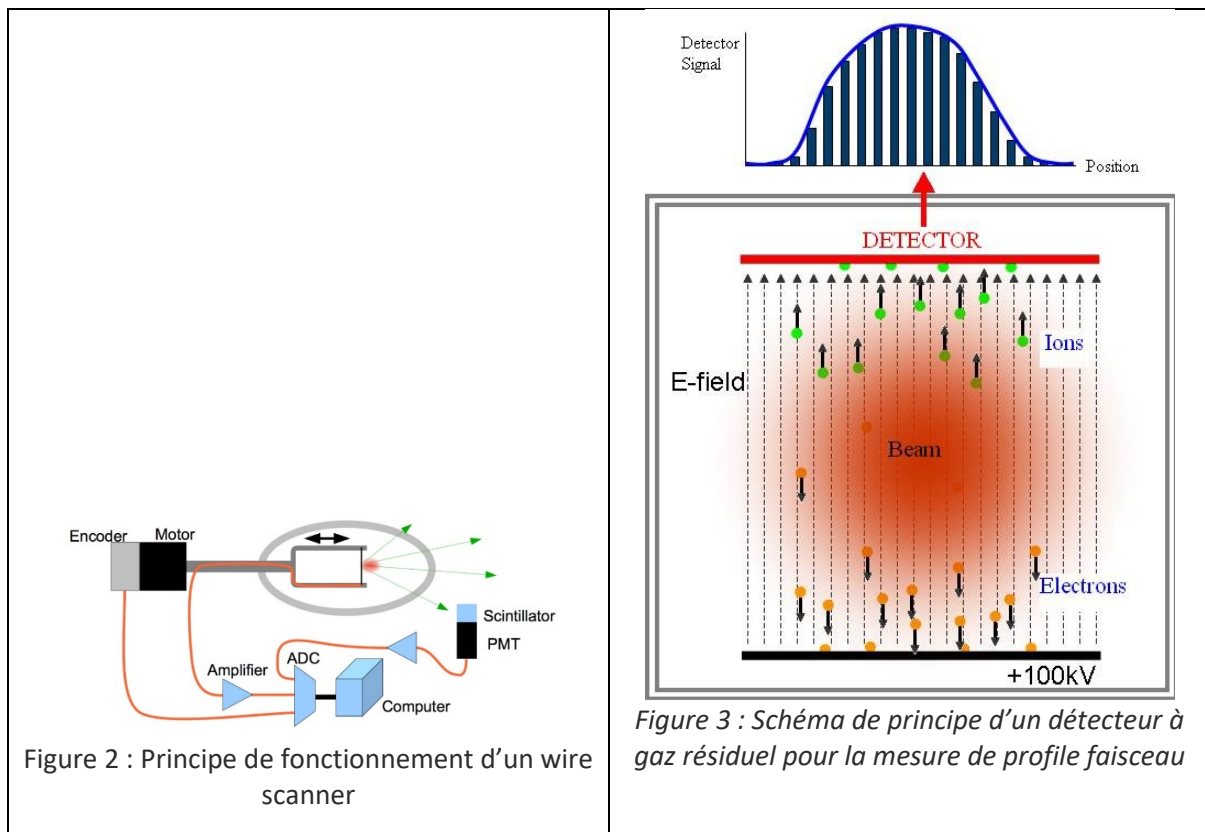 Encoder
Motor
Scintillator
PMT
Amplifier
ADC
Computer
Figure 2 : Principe de fonctionnement d’un wire
scanner
Detector
Signal
Position
DETECTOR
Ions
E-field
Beam
Electrons
+100kV
Figure 3 : Schéma de principe d’un détecteur à
gaz résiduel pour la mesure de profile faisceau